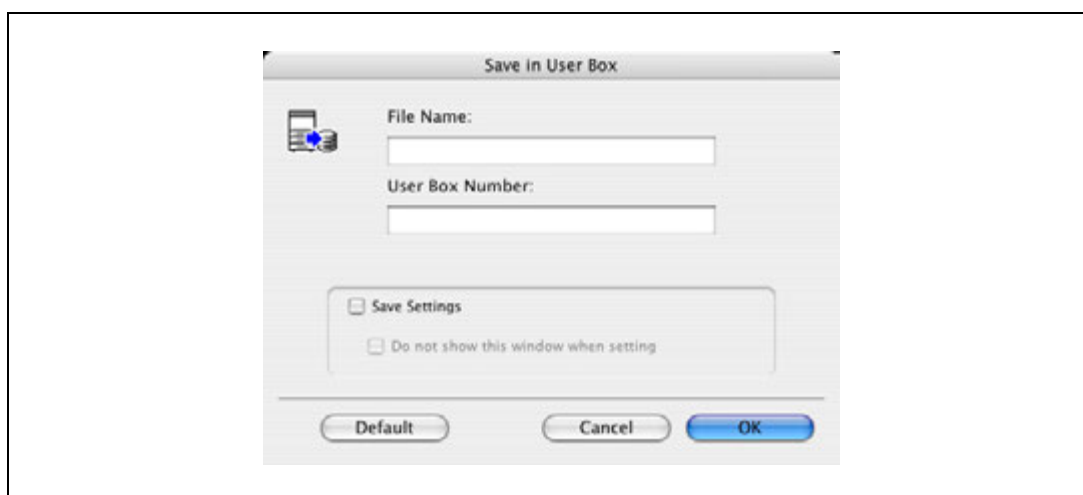 Save in User Box
File Name:
User Box Number:
Save Settings
Do not show this window when setting
Default
Cancel
OK